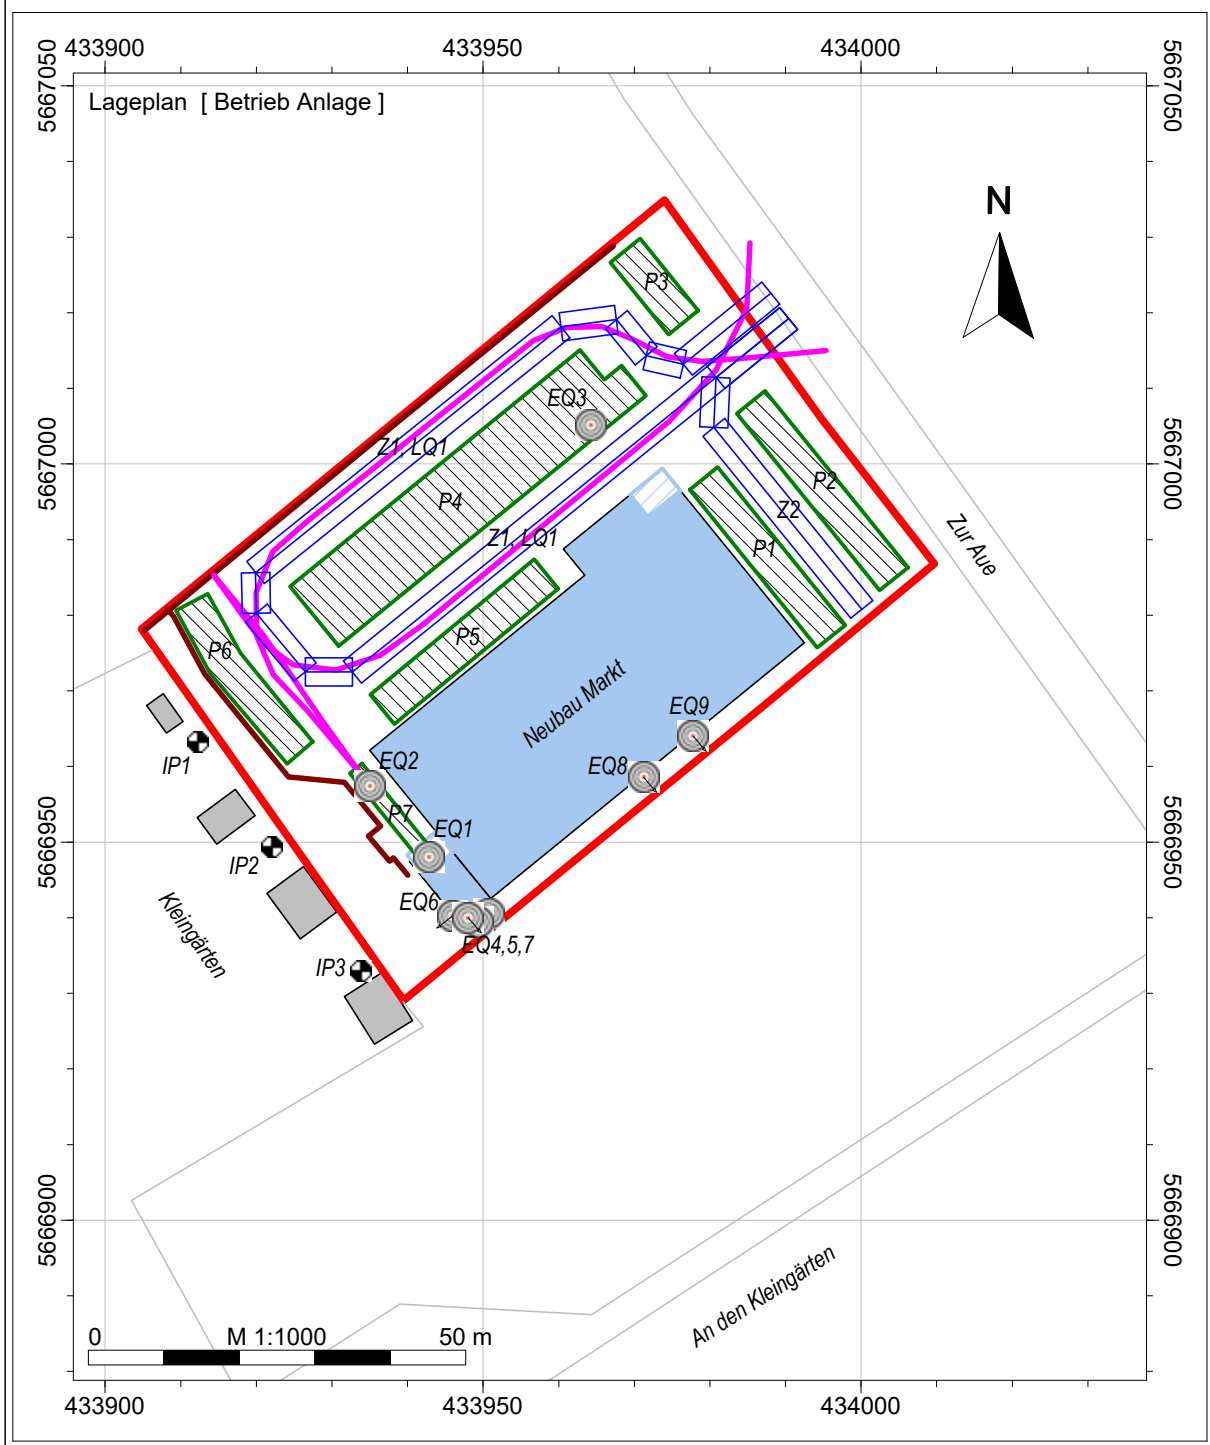 433900
433950
434000
5667050
5667050
Lageplan [ Betrieb Anlage ]
N
P3
EQ3
Z1, LQ1
P4
P2
5667000
5667000
Z1, LQ1
Z2
P1
Zur Aue
P5
P6
Neubau Markt
EQ9
IP1
EQ2
EQ8
P7
EQ1
5666950
5666950
IP2
EQ6
Kleingärten
EQ4,5,7
IP3
5666900
5666900
An den Kleingärten
0 M 1:1000 50 m
433900
433950
434000